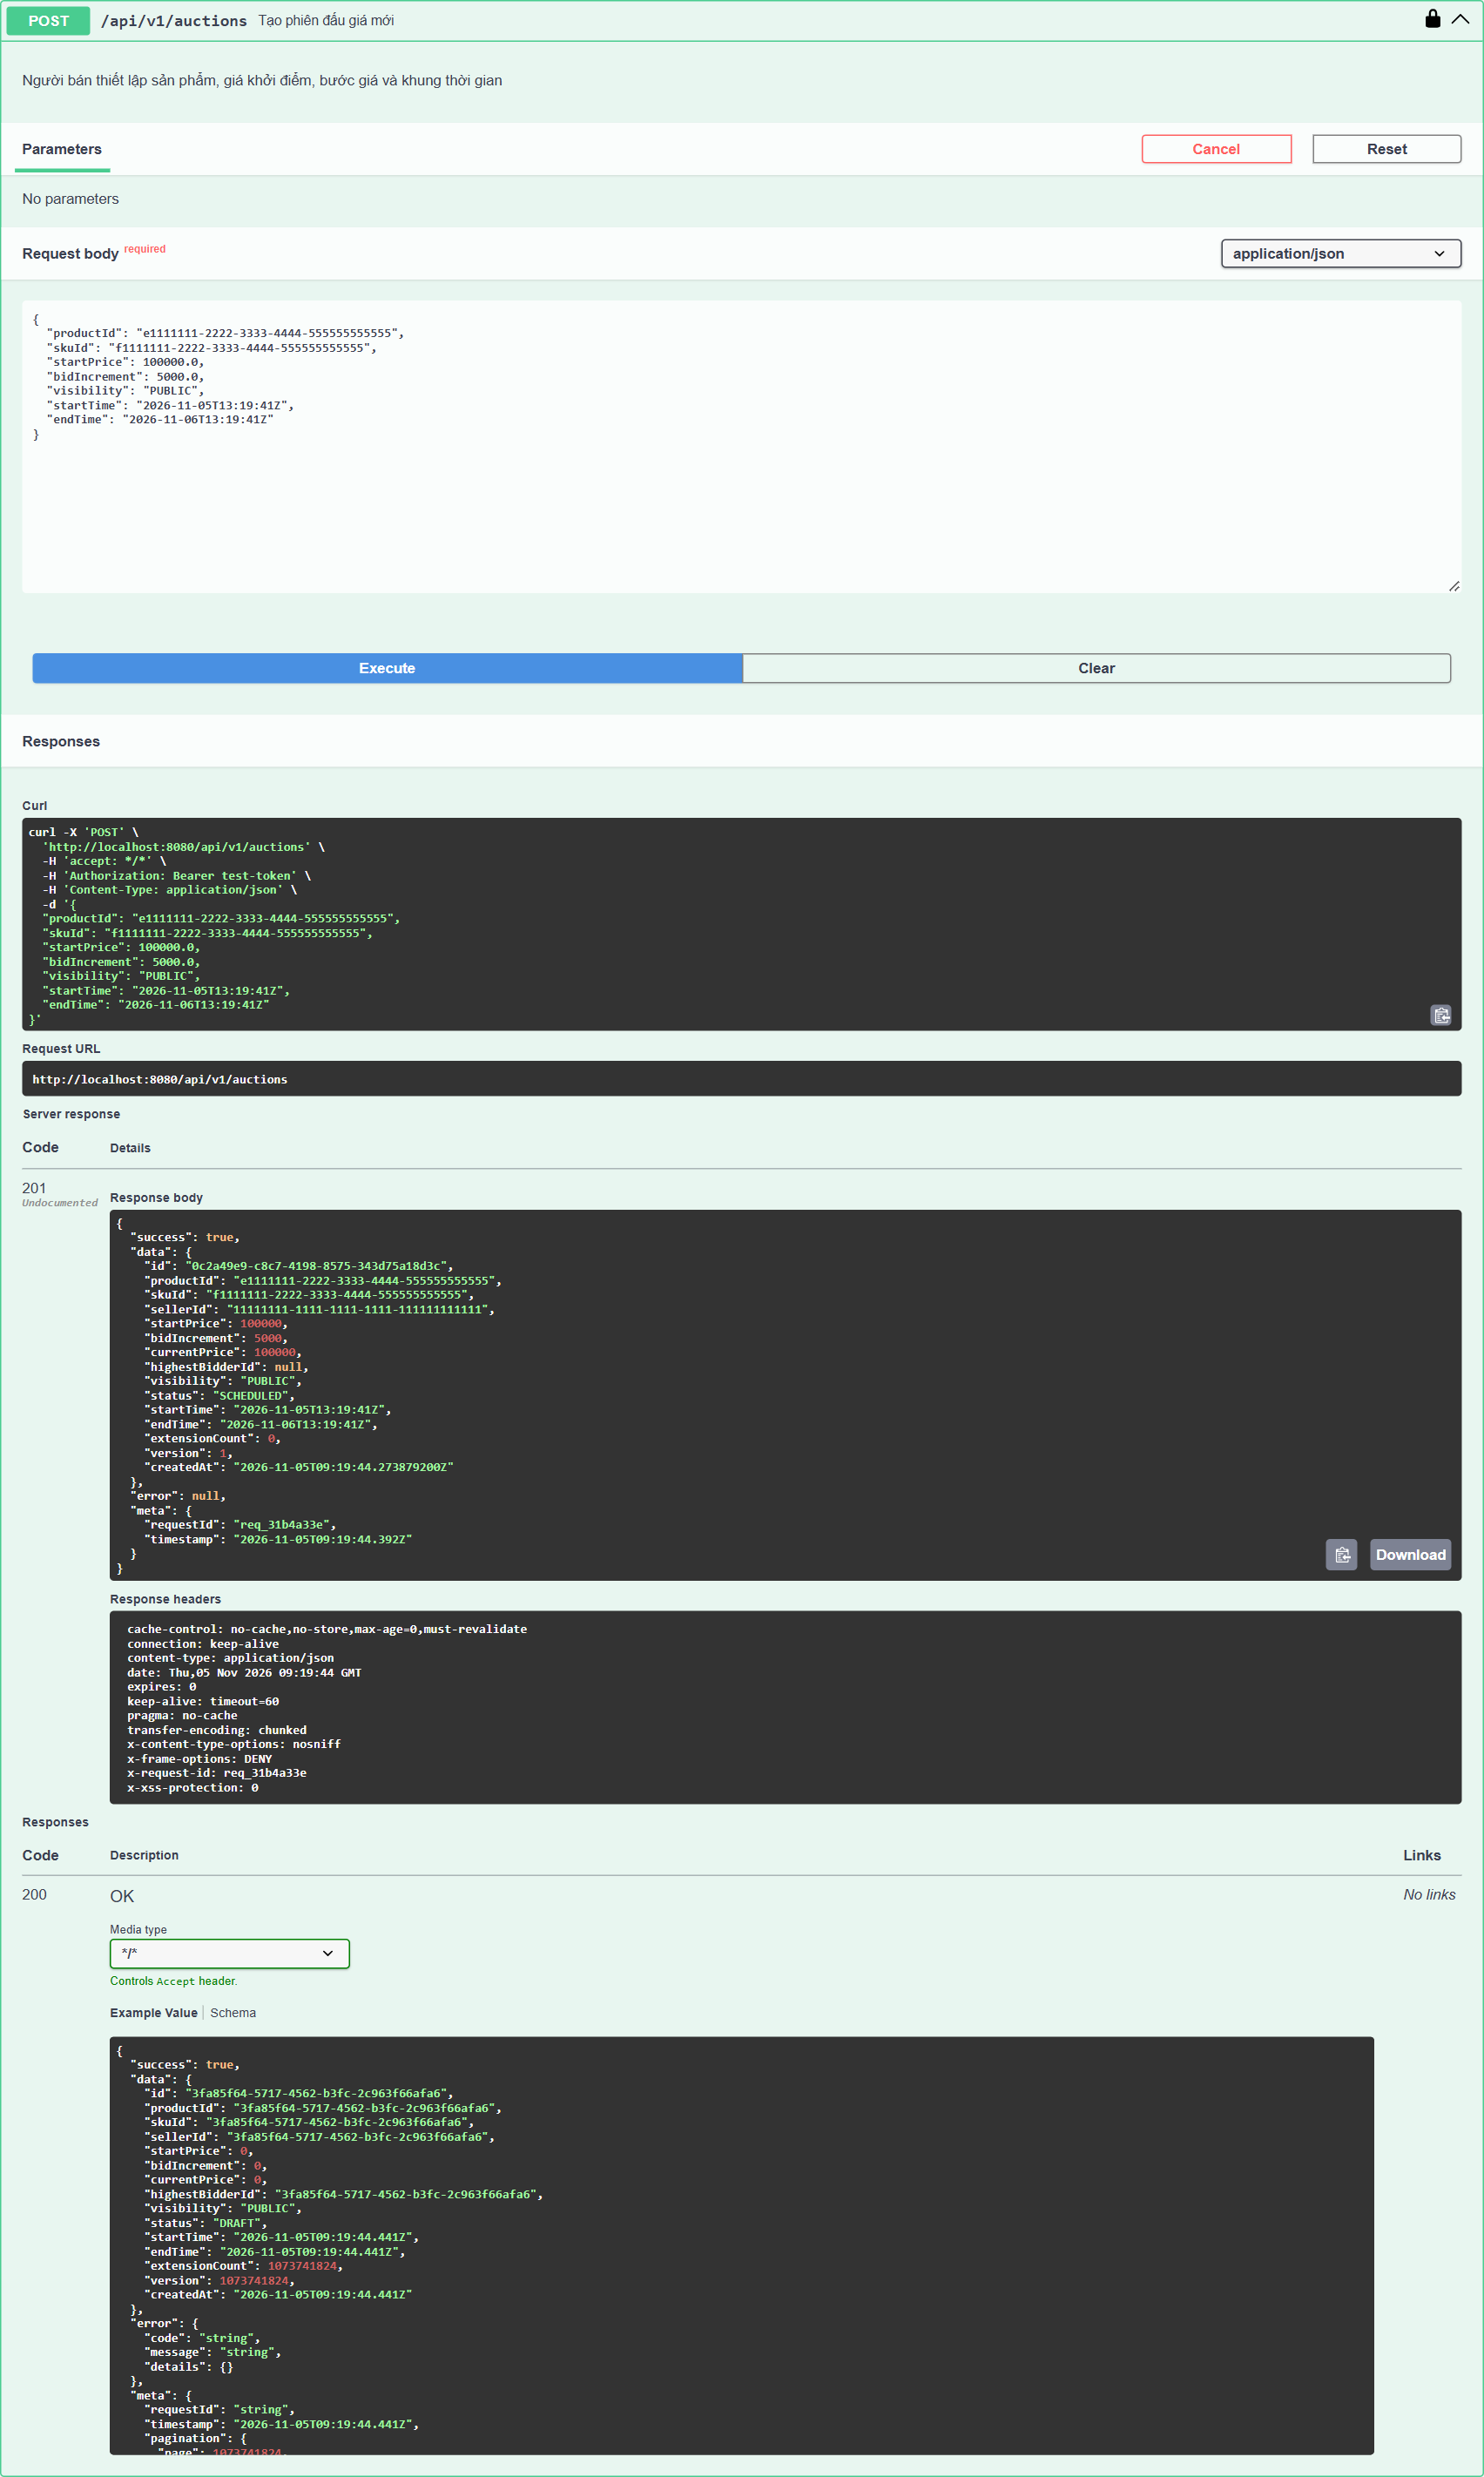 POST /api/v1/auctions Tạo phiên đấu giá mới
Người bán thiết lập sản phẩm, giá khởi điểm, bước giá và khung thời gian
Parameters
Cancel
Reset
No parameters
Request body required
application/json
{
  "productId": "e1111111-2222-3333-4444-555555555555",
  "skuId": "f1111111-2222-3333-4444-555555555555",
  "startPrice": 100000.0,
  "bidIncrement": 5000.0,
  "visibility": "PUBLIC",
  "startTime": "2026-11-05T13:19:41Z",
  "endTime": "2026-11-06T13:19:41Z"
}
Execute
Clear
Responses
Curl
curl -X 'POST' \
  'http://localhost:8080/api/v1/auctions' \
  -H 'accept: */*' \
  -H 'Authorization: Bearer test-token' \
  -H 'Content-Type: application/json' \
  -d '{
  "productId": "e1111111-2222-3333-4444-555555555555",
  "skuId": "f1111111-2222-3333-4444-555555555555",
  "startPrice": 100000.0,
  "bidIncrement": 5000.0,
  "visibility": "PUBLIC",
  "startTime": "2026-11-05T13:19:41Z",
  "endTime": "2026-11-06T13:19:41Z"
}'
Request URL
http://localhost:8080/api/v1/auctions
Server response
Code Details
201
Undocumented
Response body
{
  "success": true,
  "data": {
    "id": "0c2a49e9-c8c7-4198-8575-343d75a18d3c",
    "productId": "e1111111-2222-3333-4444-555555555555",
    "skuId": "f1111111-2222-3333-4444-555555555555",
    "sellerId": "11111111-1111-1111-1111-111111111111",
    "startPrice": 100000,
    "bidIncrement": 5000,
    "currentPrice": 100000,
    "highestBidderId": null,
    "visibility": "PUBLIC",
    "status": "SCHEDULED",
    "startTime": "2026-11-05T13:19:41Z",
    "endTime": "2026-11-06T13:19:41Z",
    "extensionCount": 0,
    "version": 1,
    "createdAt": "2026-11-05T09:19:44.273879200Z"
  },
  "error": null,
  "meta": {
    "requestId": "req_31b4a33e",
    "timestamp": "2026-11-05T09:19:44.392Z"
  }
}
Download
Response headers
cache-control: no-cache,no-store,max-age=0,must-revalidate
connection: keep-alive
content-type: application/json
date: Thu,05 Nov 2026 09:19:44 GMT
expires: 0
keep-alive: timeout=60
pragma: no-cache
transfer-encoding: chunked
x-content-type-options: nosniff
x-frame-options: DENY
x-request-id: req_31b4a33e
x-xss-protection: 0
Responses
Code Description Links
200 OK No links
Media type
*/*
Controls Accept header.
Example Value Schema
{
  "success": true,
  "data": {
    "id": "3fa85f64-5717-4562-b3fc-2c963f66afa6",
    "productId": "3fa85f64-5717-4562-b3fc-2c963f66afa6",
    "skuId": "3fa85f64-5717-4562-b3fc-2c963f66afa6",
    "sellerId": "3fa85f64-5717-4562-b3fc-2c963f66afa6",
    "startPrice": 0,
    "bidIncrement": 0,
    "currentPrice": 0,
    "highestBidderId": "3fa85f64-5717-4562-b3fc-2c963f66afa6",
    "visibility": "PUBLIC",
    "status": "DRAFT",
    "startTime": "2026-11-05T09:19:44.441Z",
    "endTime": "2026-11-05T09:19:44.441Z",
    "extensionCount": 1073741824,
    "version": 1073741824,
    "createdAt": "2026-11-05T09:19:44.441Z"
  },
  "error": {
    "code": "string",
    "message": "string",
    "details": {}
  },
  "meta": {
    "requestId": "string",
    "timestamp": "2026-11-05T09:19:44.441Z",
    "pagination": {
      "page": 1073741824,